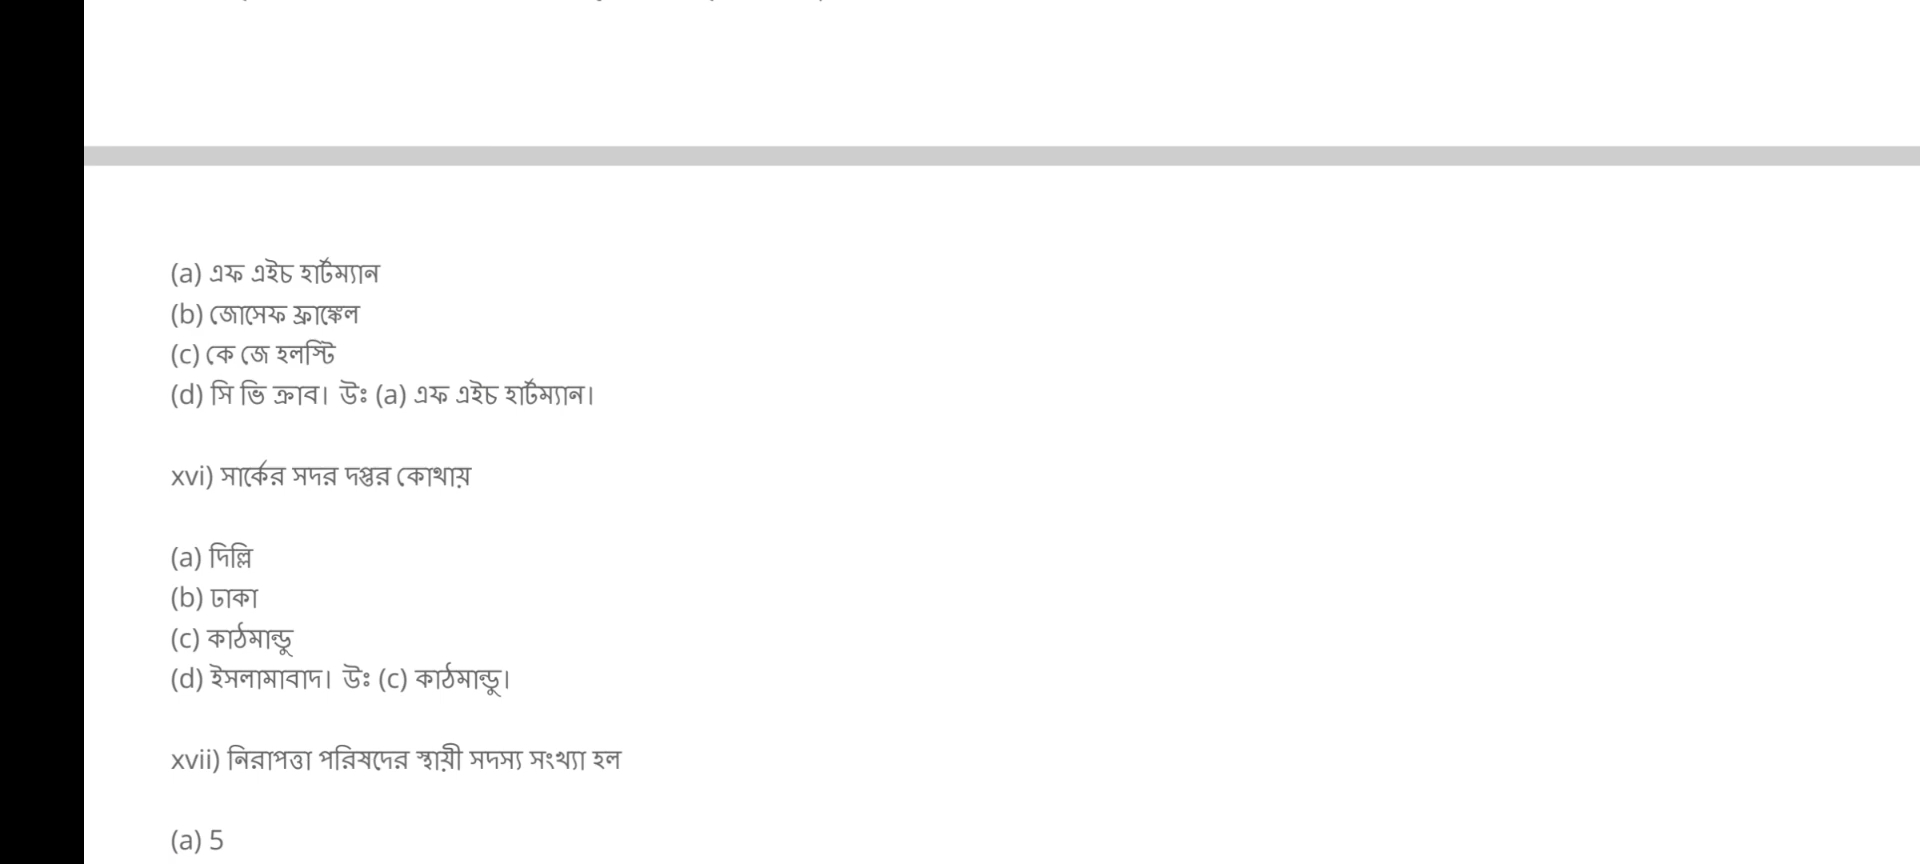 (a) এফ এইচ হার্টম্যান
(b) জোসেফ ফ্রাঙ্কেল
(c) কে জে হলস্টি
(d) সি ভি ক্রাব। উঃ (a) এফ এইচ হার্টম্যান।
xvi) সার্কের সদর দপ্তর কোথায়
(a) দিল্লি
(b) ঢাকা
(c) কাঠমান্ডু
(d) ইসলামাবাদ। উঃ (c) কাঠমান্ডু।
xvii) নিরাপত্তা পরিষদের স্থায়ী সদস্য সংখ্যা হল
(a) 5